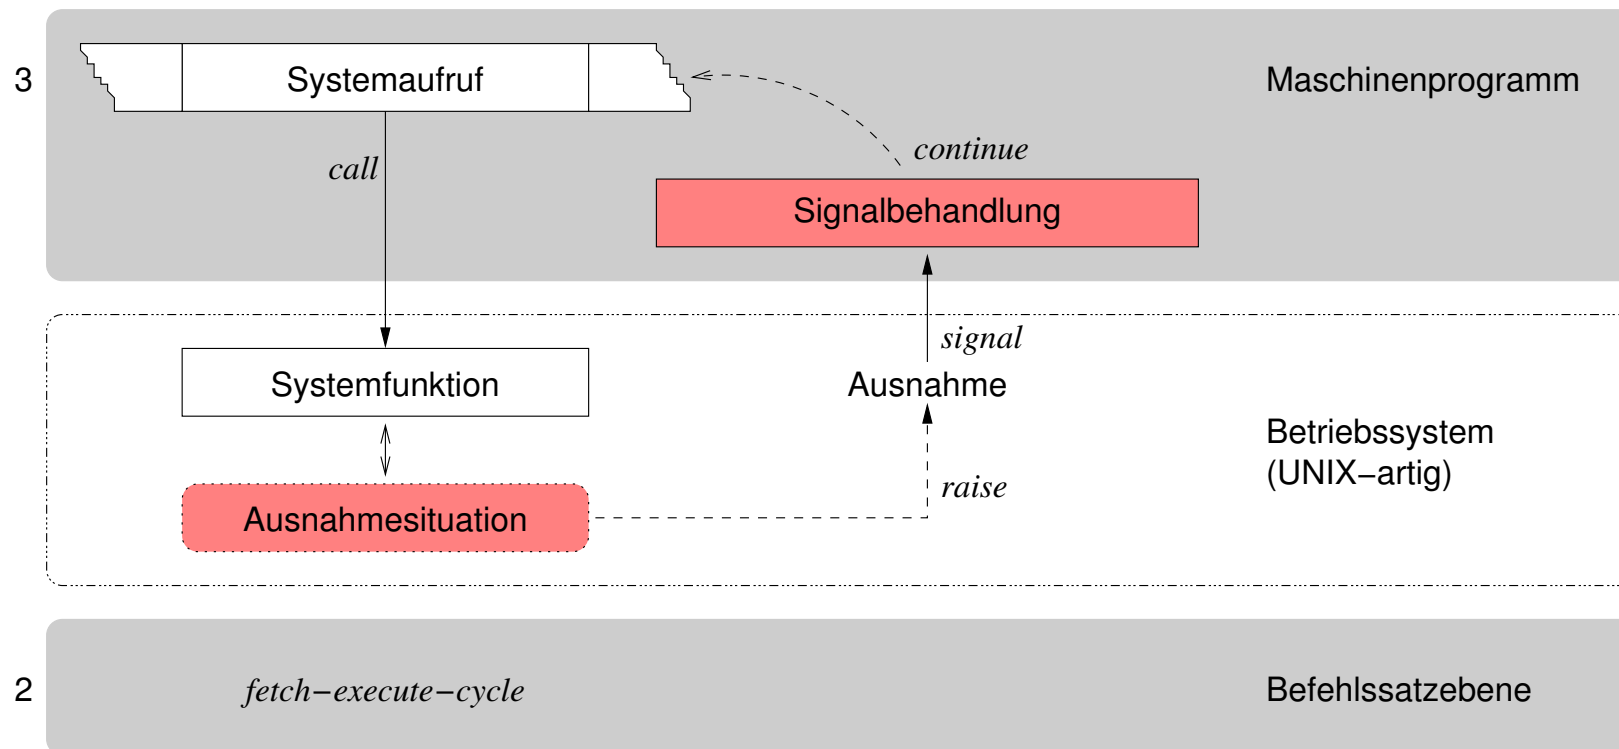 3
Systemaufruf
Maschinenprogramm
call
continue
Signalbehandlung
signal
Systemfunktion
Ausnahme
Betriebssystem
(UNIX−artig)
raise
Ausnahmesituation
2
fetch−execute−cycle
Befehlssatzebene